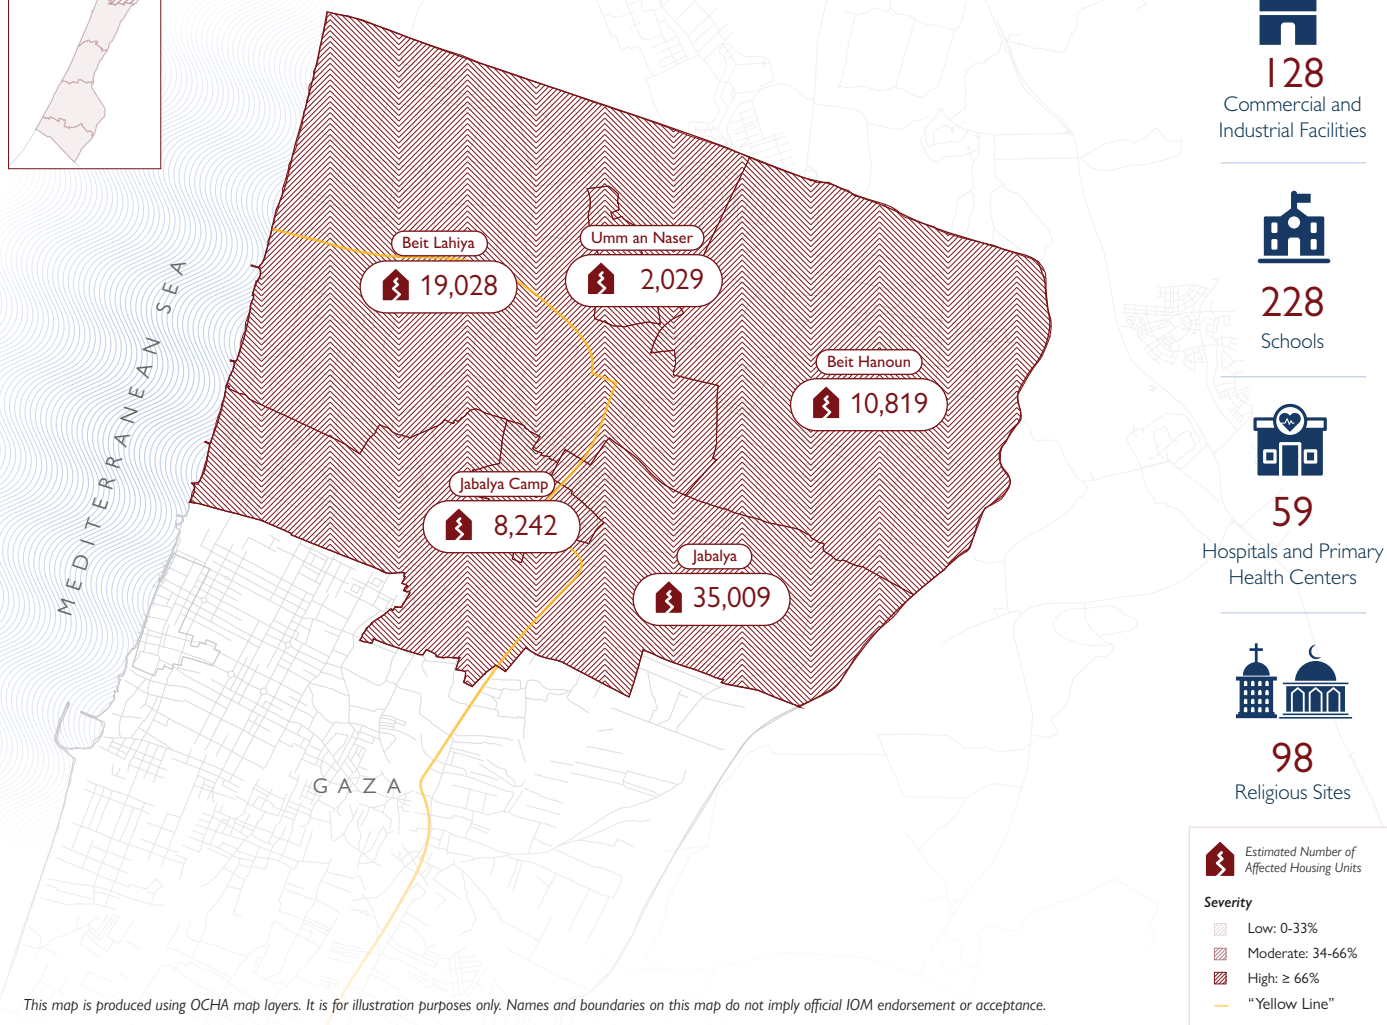 128
Commercial and
Industrial Facilities
228
Schools
59
Hospitals and Primary
Health Centers
98
Religious Sites
Beit Lahiya
19,028
Umm an Naser
2,029
Beit Hanoun
10,819
Jabalya Camp
8,242
Jabalya
35,009
MEDITERRANEAN SEA
GAZA
Estimated Number of
Affected Housing Units
Severity
Low: 0-33%
Moderate: 34-66%
High: ≥ 66%
“Yellow Line”
This map is produced using OCHA map layers. It is for illustration purposes only. Names and boundaries on this map do not imply official IOM endorsement or acceptance.